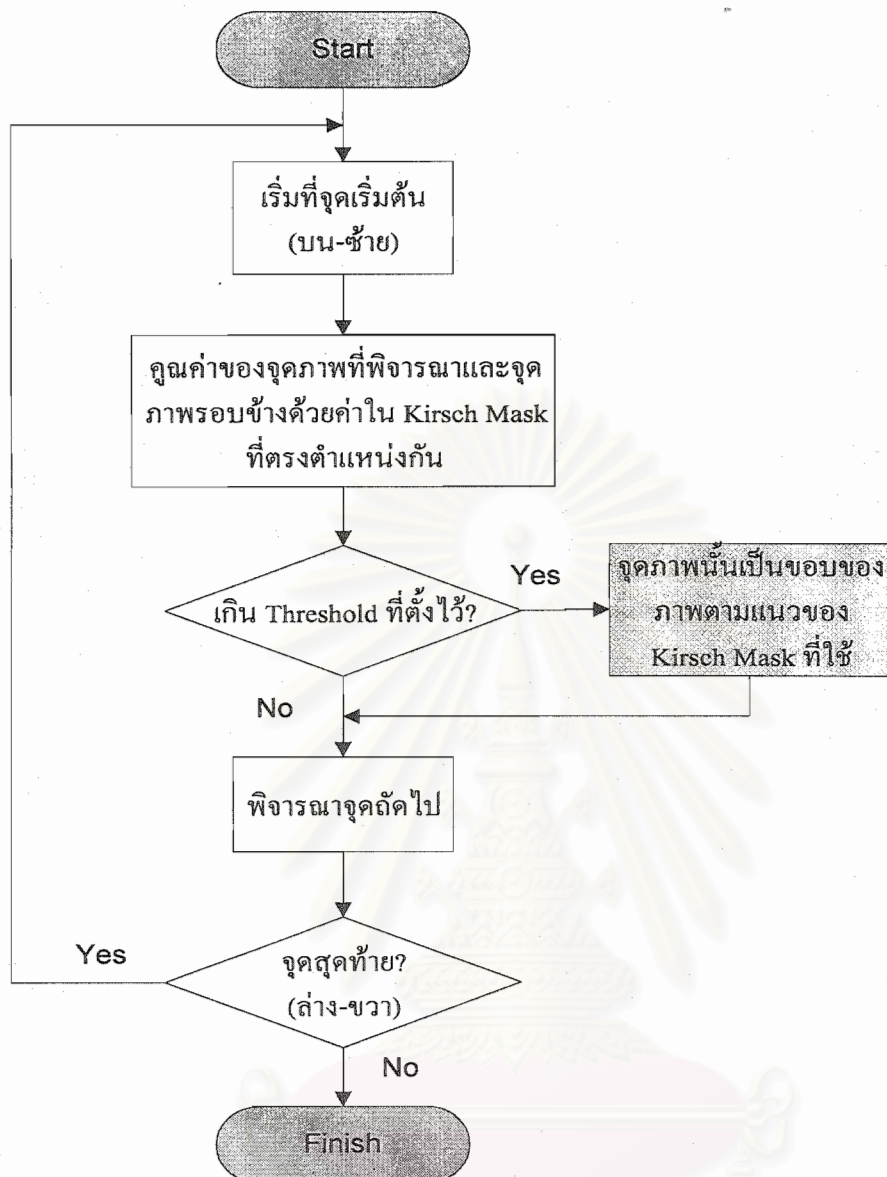 Start
เริ่มที่จุดเริ่มต้น
(บน-ซ้าย)
คูณค่าของจุดภาพที่พิจารณาและจุด
ภาพรอบข้างด้วยค่าใน Kirsch Mask
ที่ตรงตำแหน่งกัน
เกิน Threshold ที่ตั้งไว้?
Yes
จุดภาพนั้นเป็นขอบของ
ภาพตามแนวของ
Kirsch Mask ที่ใช้
No
พิจารณาจุดถัดไป
Yes
จุดสุดท้าย?
(ล่าง-ขวา)
No
Finish